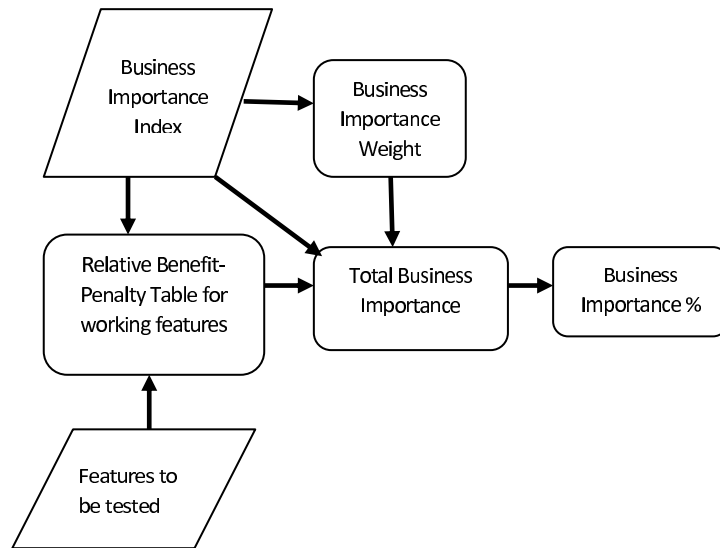 Business
Importance
Index
Business
Importance
Weight
Relative Benefit-
Penalty Table for
working features
Total Business
Importance
Business
Importance %
Features to
be tested